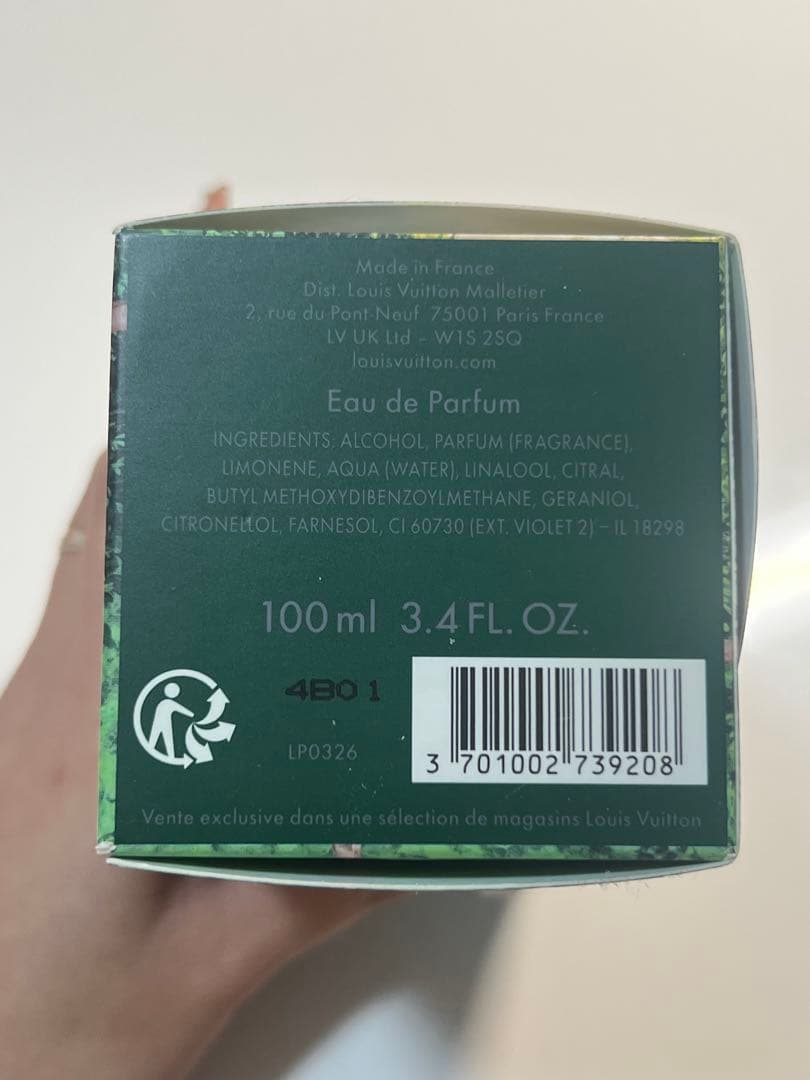 Made in France
Dist. Louis Vuitton Malletier
2, rue du Pont-Neuf 75001 Paris France
LV UK Ltd - W1S 2SQ
louisvuitton.com
Eau de Parfum
INGREDIENTS: ALCOHOL, PARFUM (FRAGRANCE),
LIMONENE, AQUA (WATER), LINALOOL, CITRAL,
BUTYL METHOXYDIBENZOYLMETHANE, GERANIOL,
CITRONELLOL, FARNESOL, CI 60730 (EXT. VIOLET 2) – IL 18298
100 ml 3.4 FL. OZ.
4B01
LP0326
3 701002 739208
Vente exclusive dans une sélection de magasins Louis Vuitton